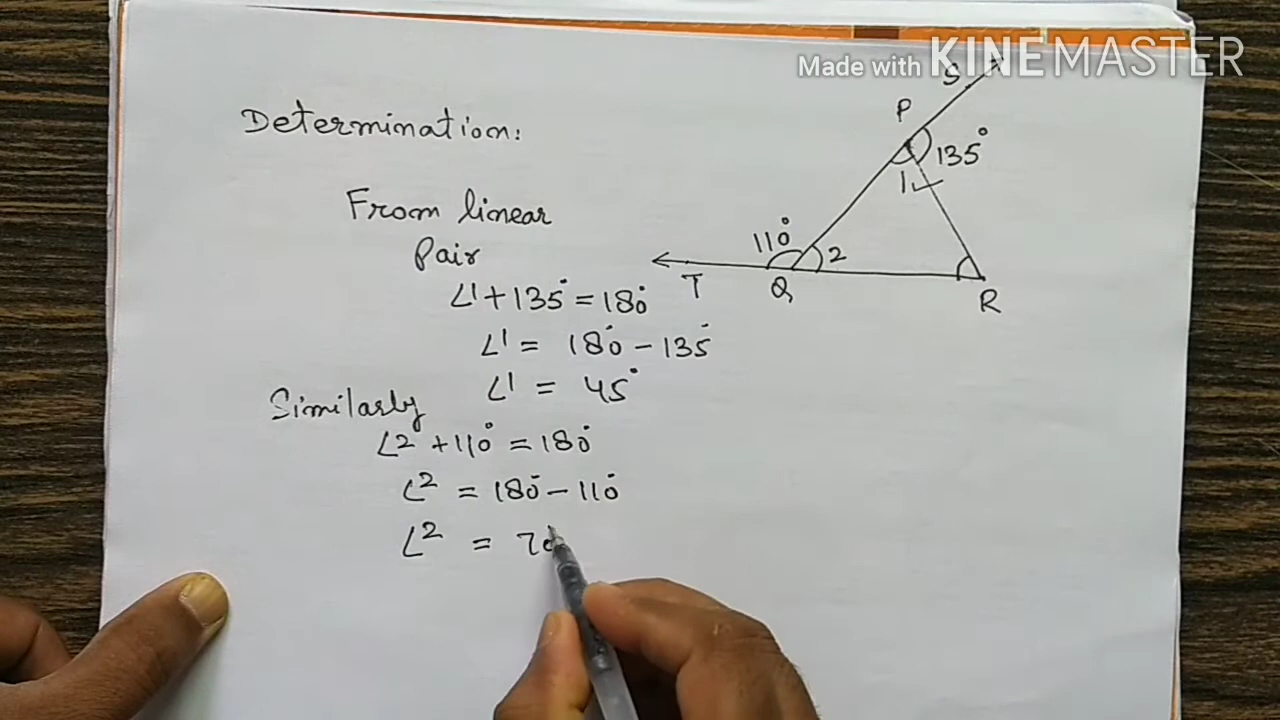 Made with KINEMASTER
Determination:
From linear
Pair
∠1 + 135° = 180°
∠1 = 180° - 135°
∠1 = 45°
Similarly
∠2 + 110° = 180°
∠2 = 180° - 110°
∠2 = 70
S
P
135°
1
110°
2
T
Q
R